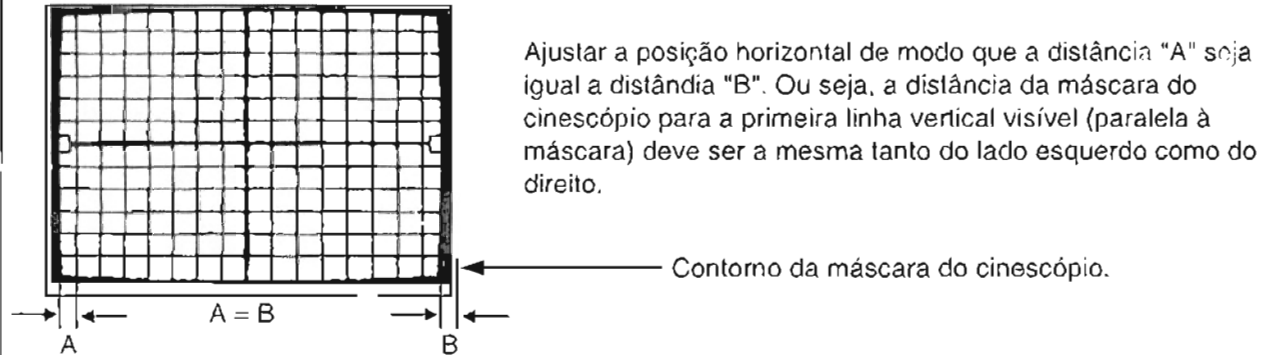 Ajustar a posição horizontal de modo que a distância "A" seja
igual a distândia "B". Ou seja, a distância da máscara do
cinescópio para a primeira linha vertical visível (paralela à
máscara) deve ser a mesma tanto do lado esquerdo como do
direito.
Contorno da máscara do cinescópio.
A = B
A
B